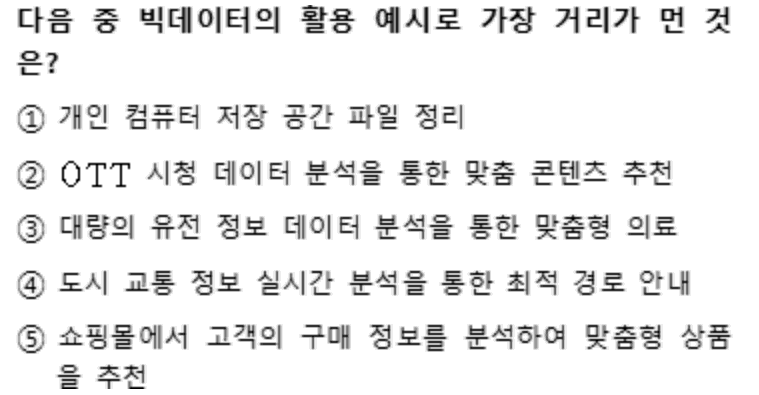 다음 중 빅데이터의 활용 예시로 가장 거리가 먼 것
은?
① 개인 컴퓨터 저장 공간 파일 정리
② OTT 시청 데이터 분석을 통한 맞춤 콘텐츠 추천
③ 대량의 유전 정보 데이터 분석을 통한 맞춤형 의료
④ 도시 교통 정보 실시간 분석을 통한 최적 경로 안내
⑤ 쇼핑몰에서 고객의 구매 정보를 분석하여 맞춤형 상품
을 추천